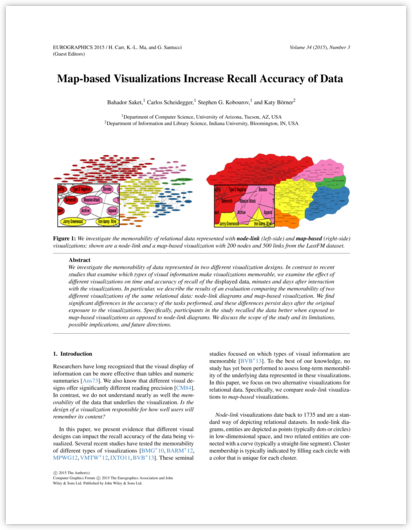 EUROGRAPHICS 2015 / H. Carr, K.-L. Ma, and G. Santucci
(Guest Editors)
Volume 34 (2015), Number 3
Map-based Visualizations Increase Recall Accuracy of Data
Bahador Saket,1 Carlos Scheidegger,1 Stephen G. Kobourov,1 and Katy Börner2
1Department of Computer Science, University of Arizona, Tucson, AZ, USA
2Department of Information and Library Science, Indiana University, Bloomington, IN, USA
Figure 1: We investigate the memorability of relational data represented with node-link (left-side) and map-based (right-side)
visualizations; shown are a node-link and a map-based visualization with 200 nodes and 500 links from the LastFM dataset.
Abstract
We investigate the memorability of data represented in two different visualization designs. In contrast to recent
studies that examine which types of visual information make visualizations memorable, we examine the effect of
different visualizations on time and accuracy of recall of the displayed data, minutes and days after interaction
with the visualizations. In particular, we describe the results of an evaluation comparing the memorability of two
different visualizations of the same relational data: node-link diagrams and map-based visualization. We find
significant differences in the accuracy of the tasks performed, and these differences persist days after the original
exposure to the visualizations. Specifically, participants in the study recalled the data better when exposed to
map-based visualizations as opposed to node-link diagrams. We discuss the scope of the study and its limitations,
possible implications, and future directions.
1. Introduction
Researchers have long recognized that the visual display of
information can be more effective than tables and numeric
summaries [Ans73]. We also know that different visual de-
signs offer significantly different reading precision [CM84].
In contrast, we do not understand nearly as well the mem-
orability of the data that underlies the visualization. Is the
design of a visualization responsible for how well users will
remember its content?
In this paper, we present evidence that different visual
designs can impact the recall accuracy of the data being vi-
sualized. Several recent studies have tested the memorability
of different types of visualizations [BMG*10, BARM*12,
MPWG12, VMTW*12, JXTO11, BVB*13]. These seminal
studies focused on which types of visual information are
memorable [BVB*13]. To the best of our knowledge, no
study has yet been performed to assess long-term memorabil-
ity of the underlying data represented in these visualizations.
In this paper, we focus on two alternative visualizations for
relational data. Specifically, we compare node-link visualiza-
tions to map-based visualizations.
Node-link visualizations date back to 1735 and are a stan-
dard way of depicting relational datasets. In node-link dia-
grams, entities are depicted as points (typically dots or circles)
in low-dimensional space, and two related entities are con-
nected with a curve (typically a straight-line segment). Cluster
membership is typically indicated by filling each circle with
a color that is unique for each cluster.
© 2015 The Author(s)
Computer Graphics Forum © 2015 The Eurographics Association and John
Wiley & Sons Ltd. Published by John Wiley & Sons Ltd.